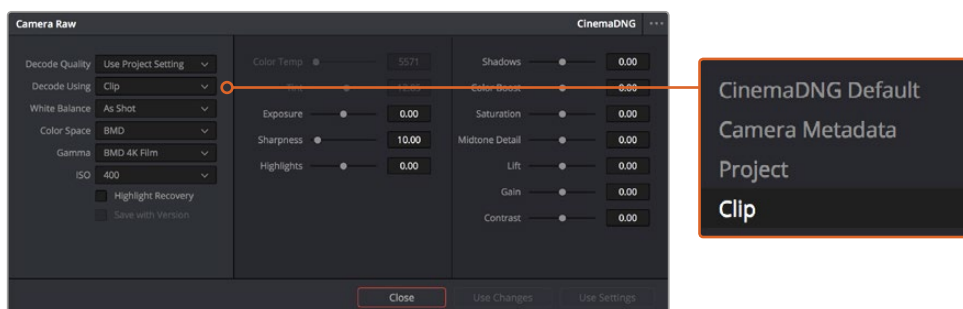 Camera Raw
CinemaDNG
Decode Quality Use Project Setting
Decode Using Clip
White Balance As Shot
Color Space BMD
Gamma BMD 4K Film
ISO 400
Highlight Recovery
Save with Version
Color Temp 5571
Tint
Exposure 0.00
Sharpness 10.00
Highlights 0.00
Shadows 0.00
Color Boost 0.00
Saturation 0.00
Midtone Detail 0.00
Lift 0.00
Gain 0.00
Contrast 0.00
Close
Use Changes
Use Settings
CinemaDNG Default
Camera Metadata
Project
Clip